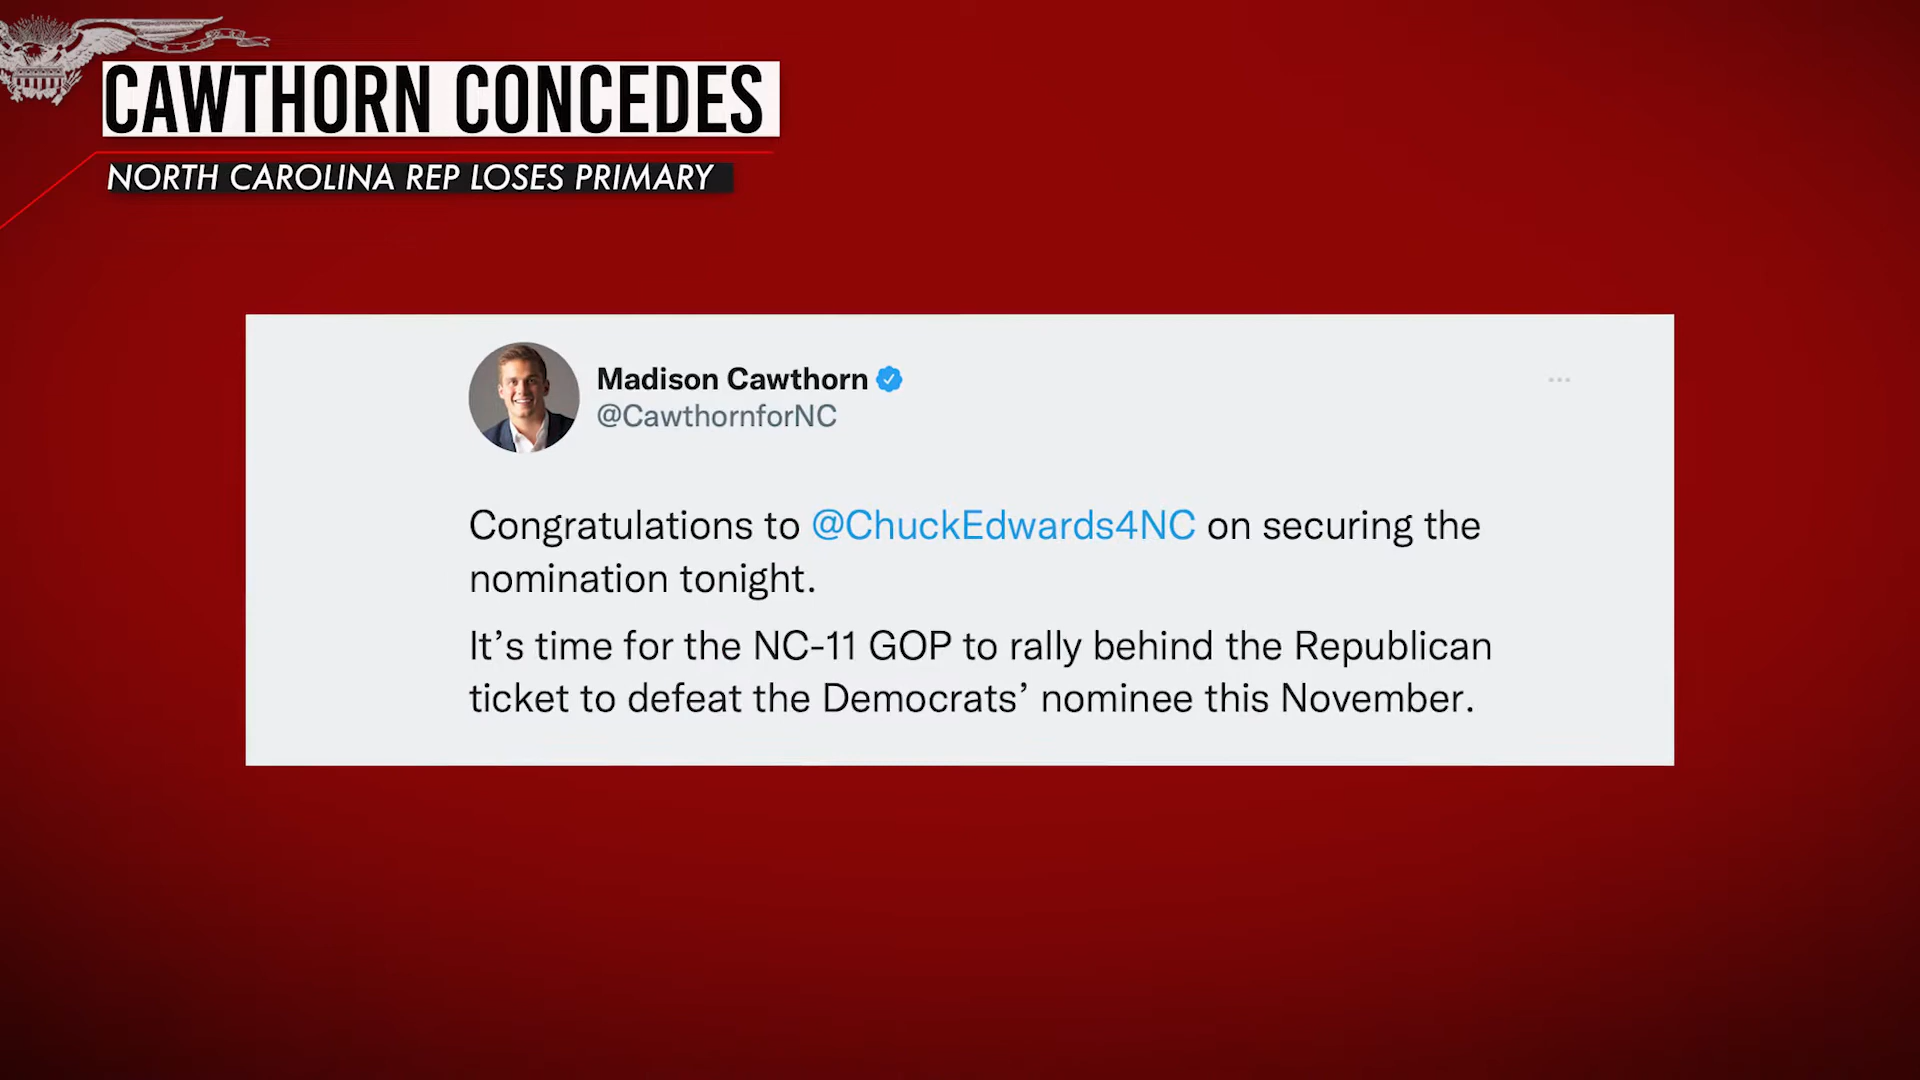 CAWTHORN CONCEDES
NORTH CAROLINA REP LOSES PRIMARY
Madison Cawthorn
@CawthornforNC
Congratulations to @ChuckEdwards4NC on securing the
nomination tonight.
It’s time for the NC-11 GOP to rally behind the Republican
ticket to defeat the Democrats’ nominee this November.